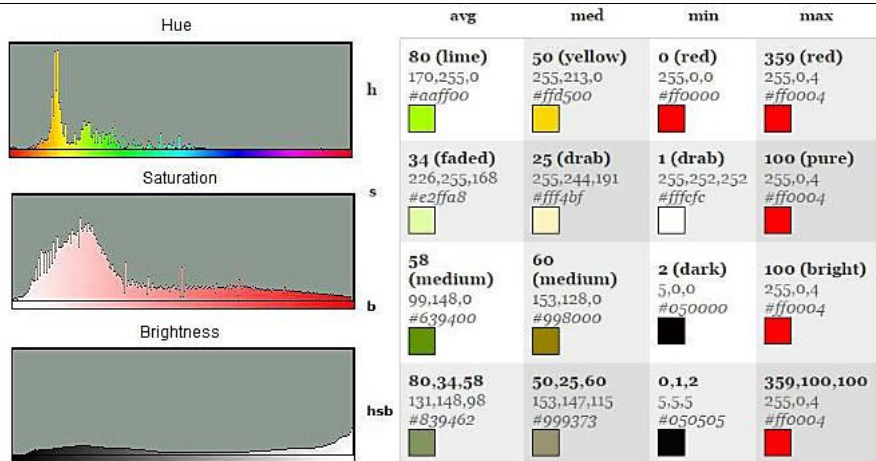 Hue
Saturation
Brightness
avg med min max
h
80 (lime) 50 (yellow) 0 (red) 359 (red)
170,255,0 255,213,0 255,0,0 255,0,4
#aaff00 #ffd500 #ff0000 #ff0004
s
34 (faded) 25 (drab) 1 (drab) 100 (pure)
226,255,168 255,244,191 255,252,252 255,0,4
#e2ffa8 #fff4bf #fffcfc #ff0004
b
58 60 2 (dark) 100 (bright)
(medium) (medium) 5,0,0 255,0,4
99,148,0 153,128,0 #050000 #ff0004
#639400 #998000
hsb
80,34,58 50,25,60 0,1,2 359,100,100
131,148,98 153,147,115 5,5,5 255,0,4
#839462 #999373 #050505 #ff0004